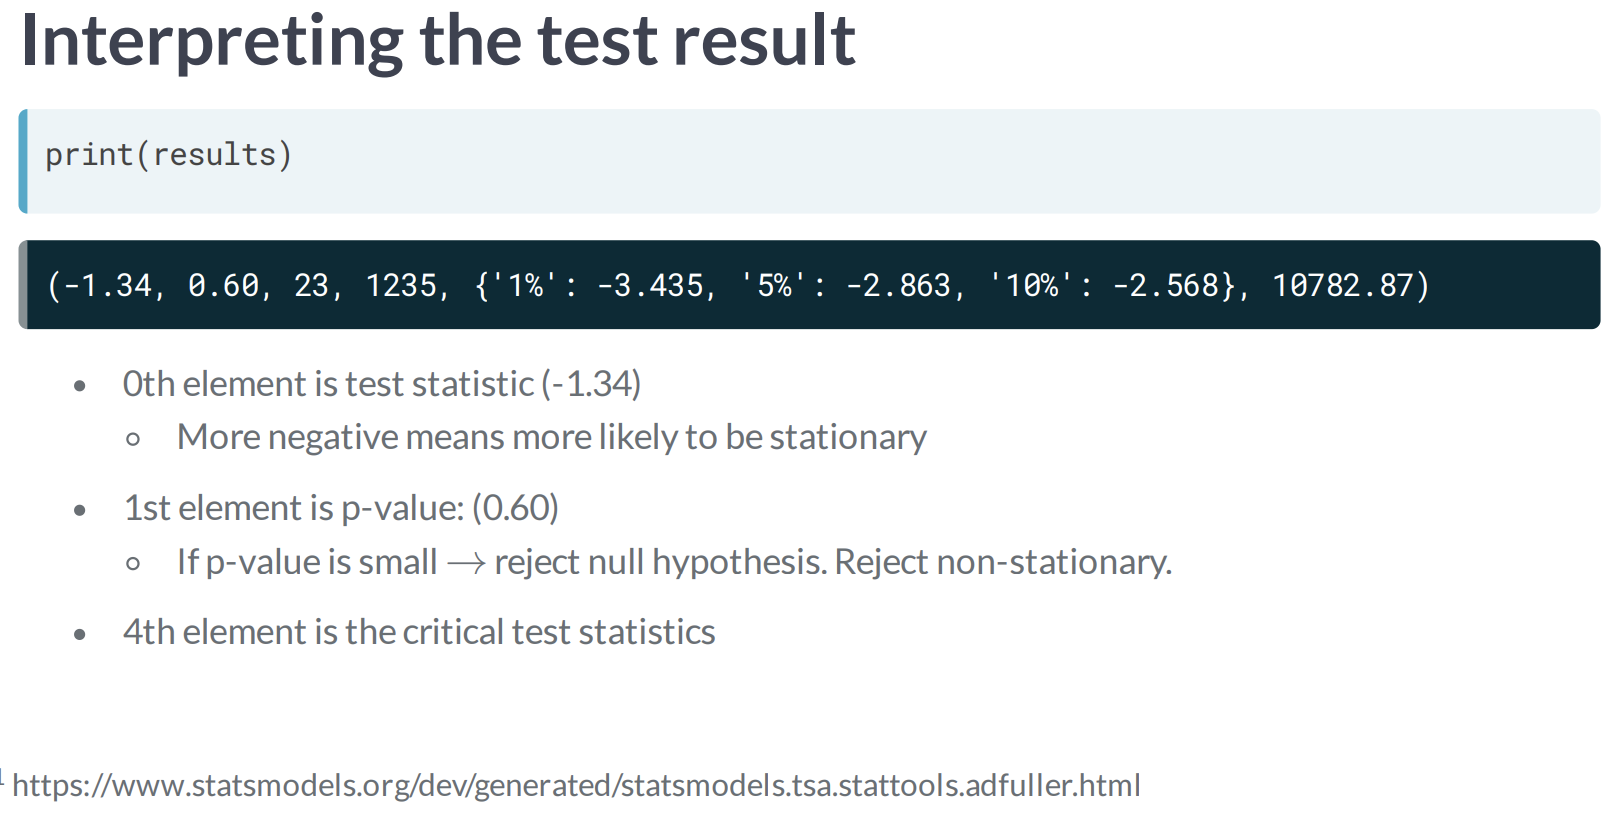 Interpreting the test result
print(results)
(-1.34, 0.60, 23, 1235, {'1%': -3.435, '5%': -2.863, '10%': -2.568}, 10782.87)
• 0th element is test statistic (-1.34)
◦ More negative means more likely to be stationary
• 1st element is p-value: (0.60)
◦ If p-value is small → reject null hypothesis. Reject non-stationary.
• 4th element is the critical test statistics
1 https://www.statsmodels.org/dev/generated/statsmodels.tsa.stattools.adfuller.html